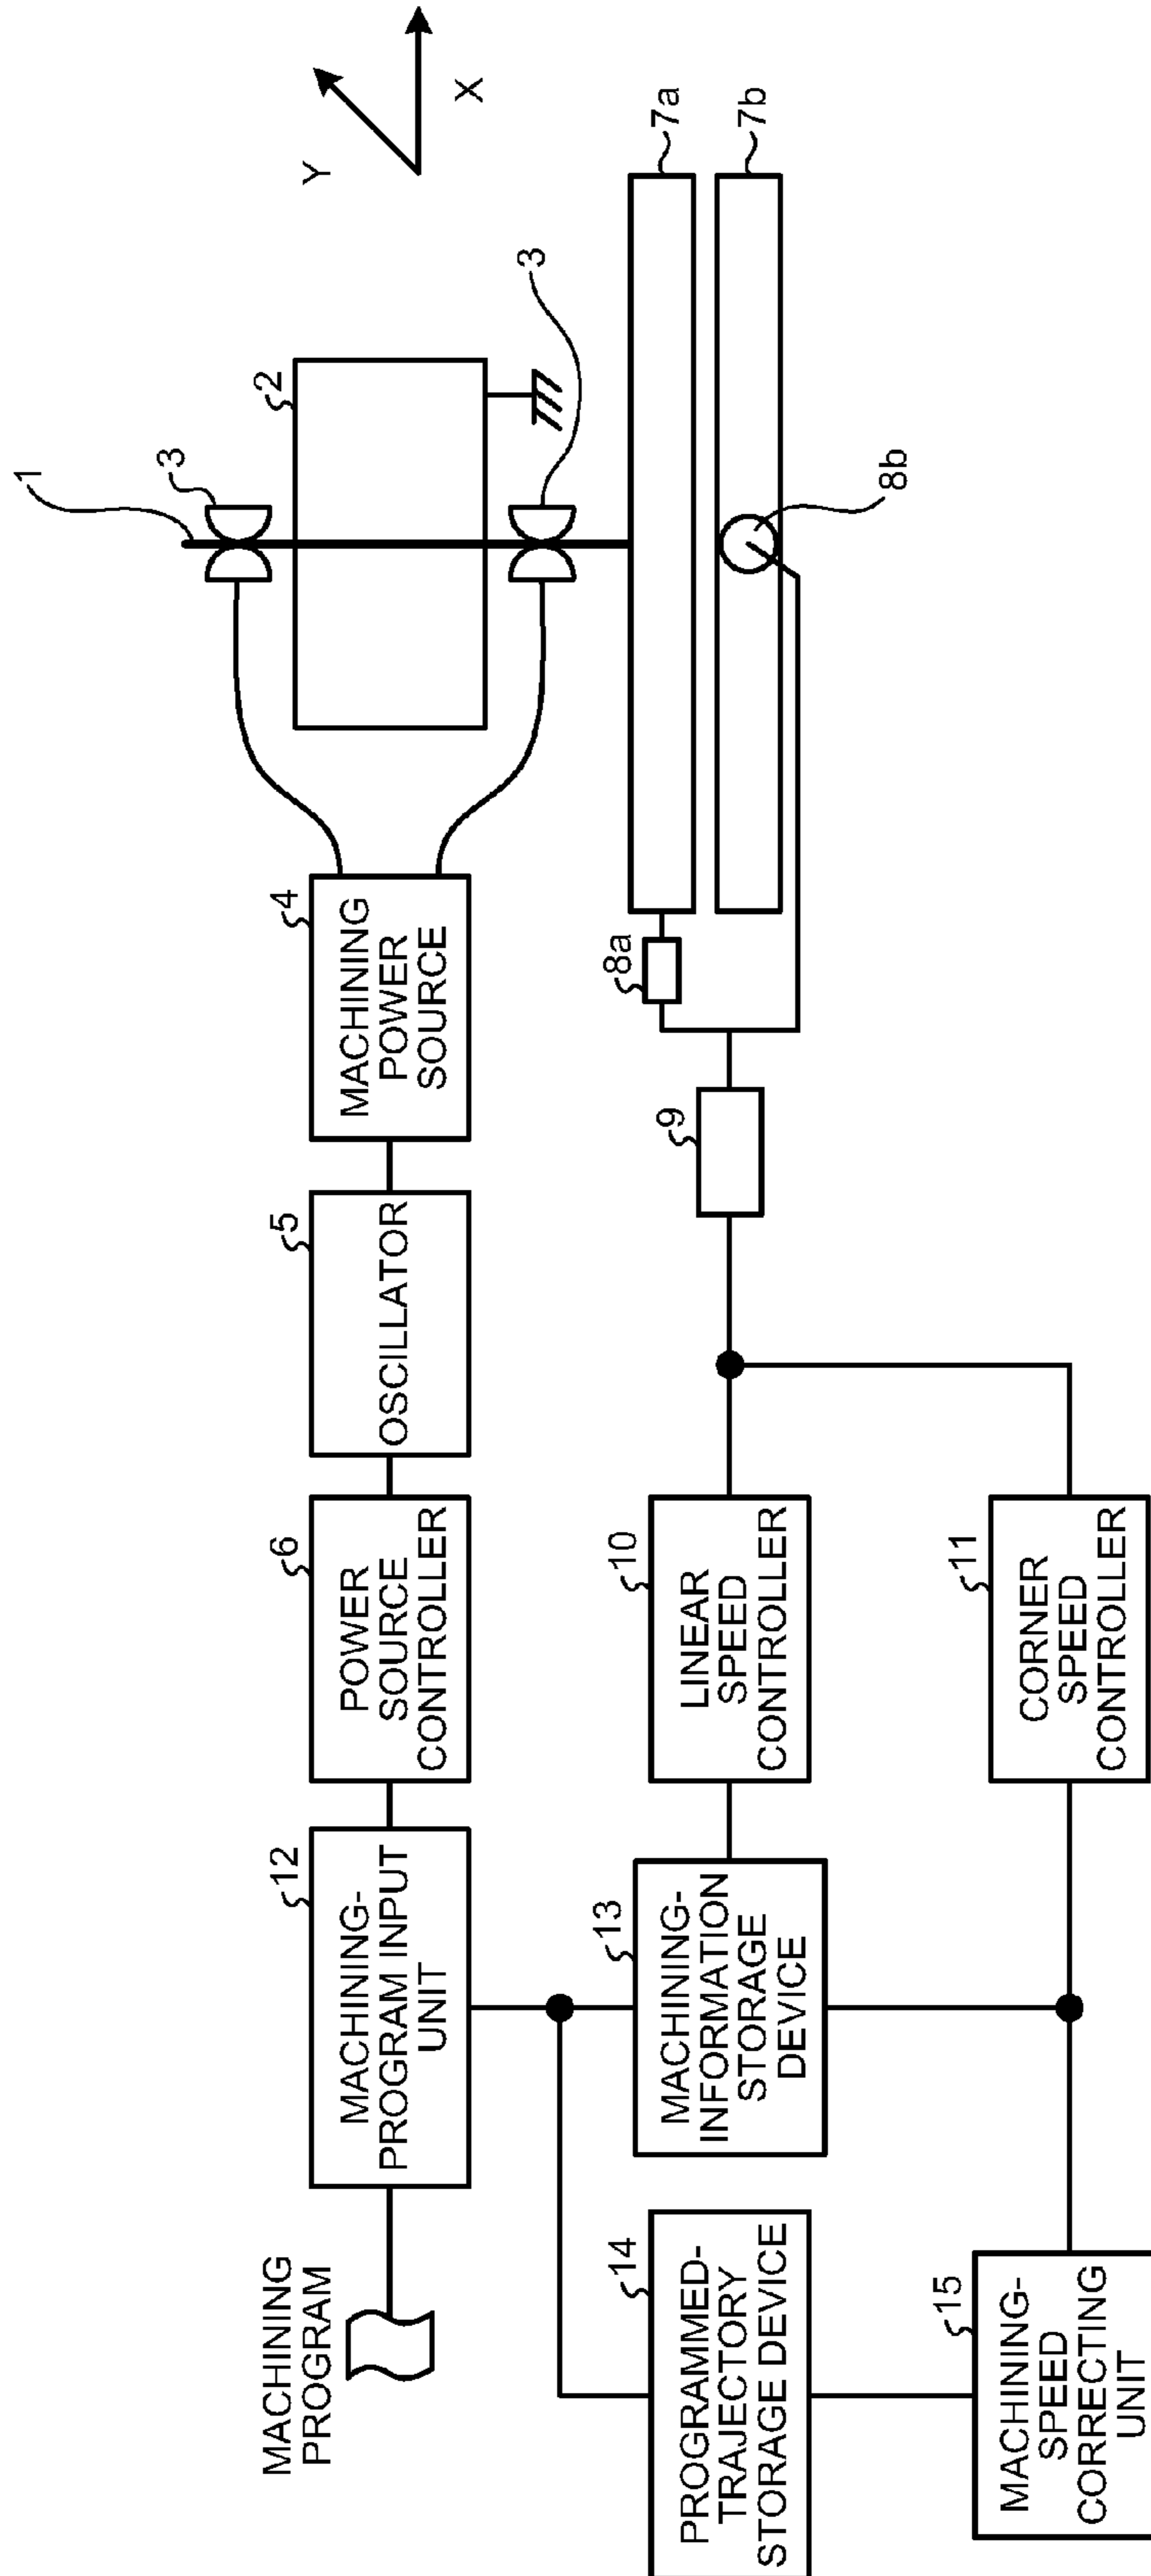 MACHINING
PROGRAM
12
MACHINING-
PROGRAM INPUT
UNIT
6
POWER
SOURCE
CONTROLLER
5
OSCILLATOR
4
MACHINING
POWER
SOURCE
1
3
2
3
Y
X
14
PROGRAMMED-
TRAJECTORY
STORAGE DEVICE
13
MACHINING-
INFORMATION
STORAGE
DEVICE
10
LINEAR
SPEED
CONTROLLER
9
8a
7a
7b
8b
15
MACHINING-
SPEED
CORRECTING
UNIT
11
CORNER
SPEED
CONTROLLER